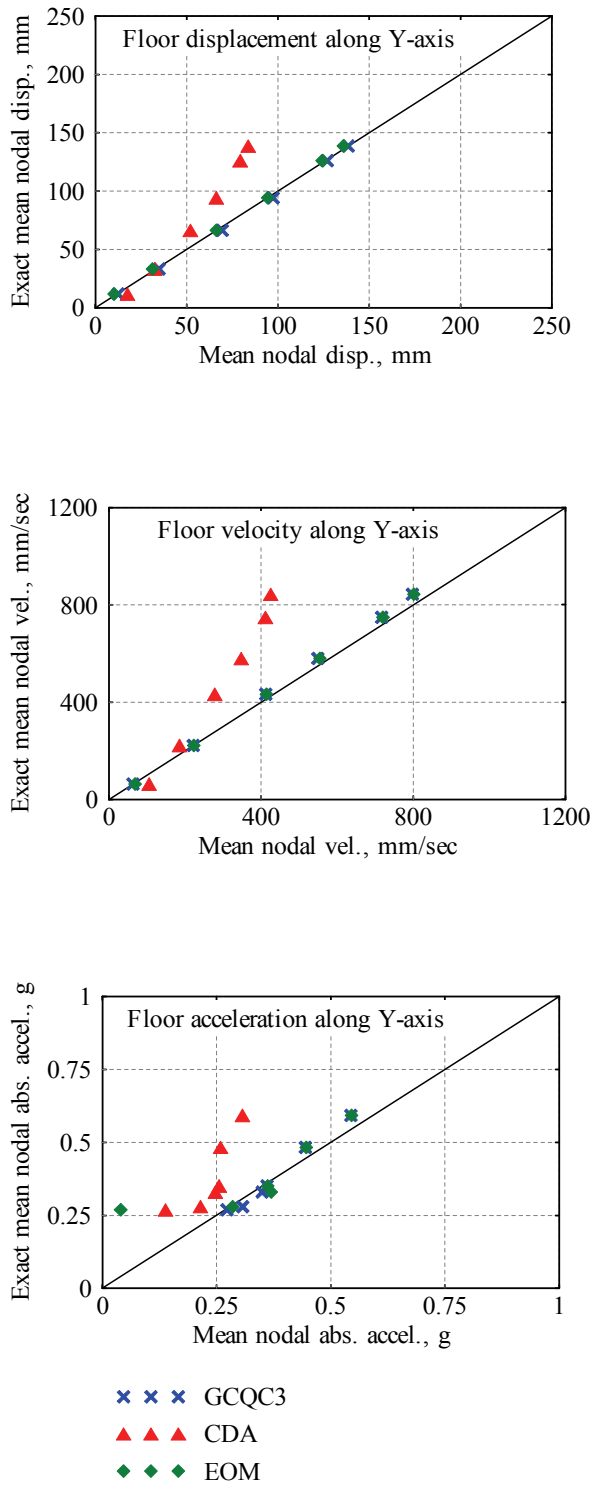 Floor displacement along Y-axis
250
200
150
100
50
0
Exact mean nodal disp., mm
0 50 100 150 200 250
Mean nodal disp., mm
Floor velocity along Y-axis
1200
800
400
0
Exact mean nodal vel., mm/sec
0 400 800 1200
Mean nodal vel., mm/sec
Floor acceleration along Y-axis
1
0.75
0.5
0.25
0
Exact mean nodal abs. accel., g
0 0.25 0.5 0.75 1
Mean nodal abs. accel., g
GCQC3
CDA
EOM